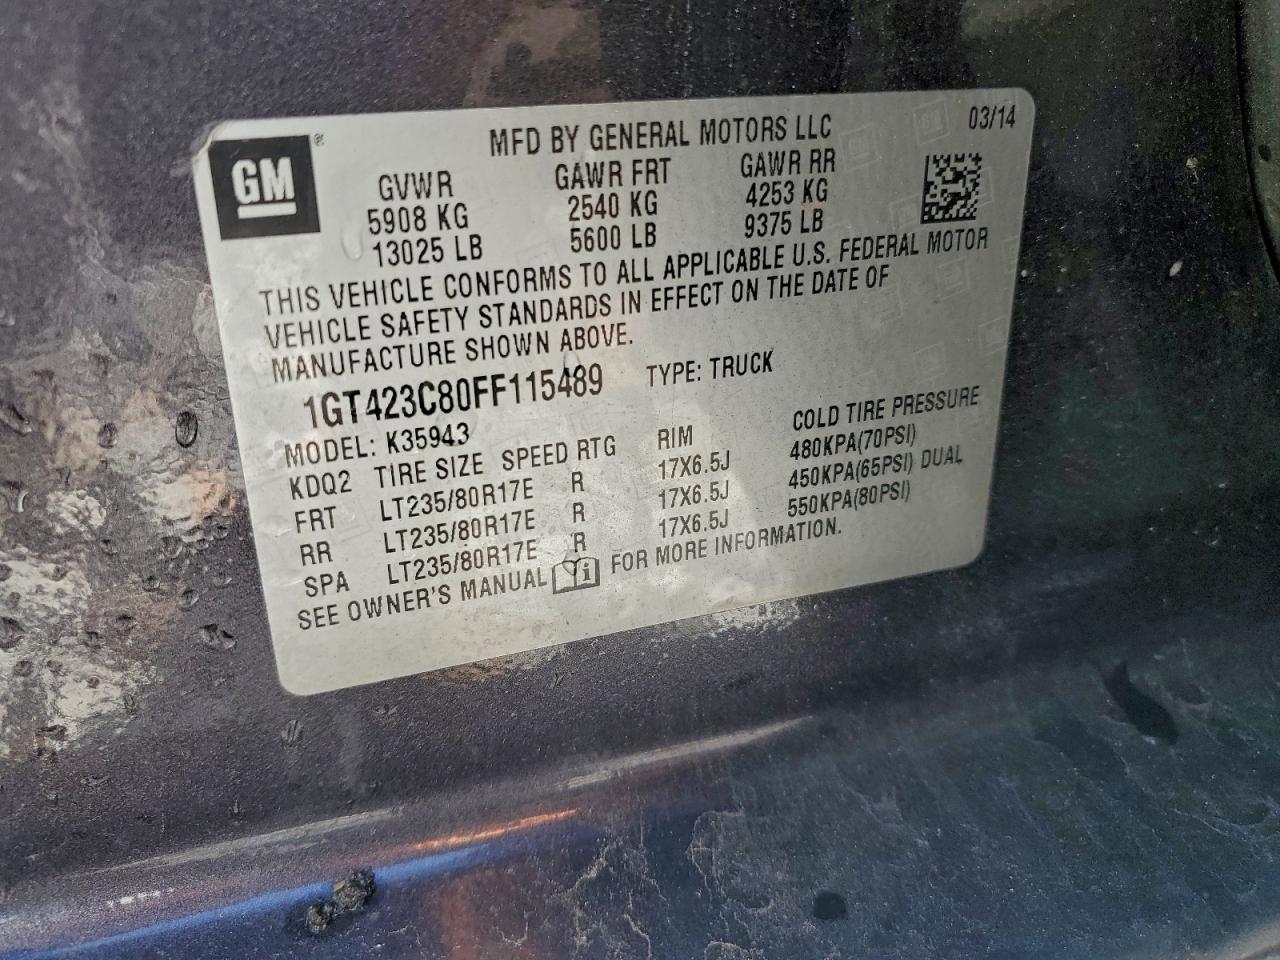 GM®
MFD BY GENERAL MOTORS LLC 03/14
GVWR GAWR FRT GAWR RR
5908 KG 2540 KG 4253 KG
13025 LB 5600 LB 9375 LB
THIS VEHICLE CONFORMS TO ALL APPLICABLE U.S. FEDERAL MOTOR
VEHICLE SAFETY STANDARDS IN EFFECT ON THE DATE OF
MANUFACTURE SHOWN ABOVE.
1GT423C80FF115489 TYPE: TRUCK
MODEL: K35943
KDQ2 TIRE SIZE SPEED RTG RIM COLD TIRE PRESSURE
FRT LT235/80R17E R 17X6.5J 480KPA(70PSI)
RR LT235/80R17E R 17X6.5J 450KPA(65PSI) DUAL
SPA LT235/80R17E R 17X6.5J 550KPA(80PSI)
SEE OWNER'S MANUAL i FOR MORE INFORMATION.